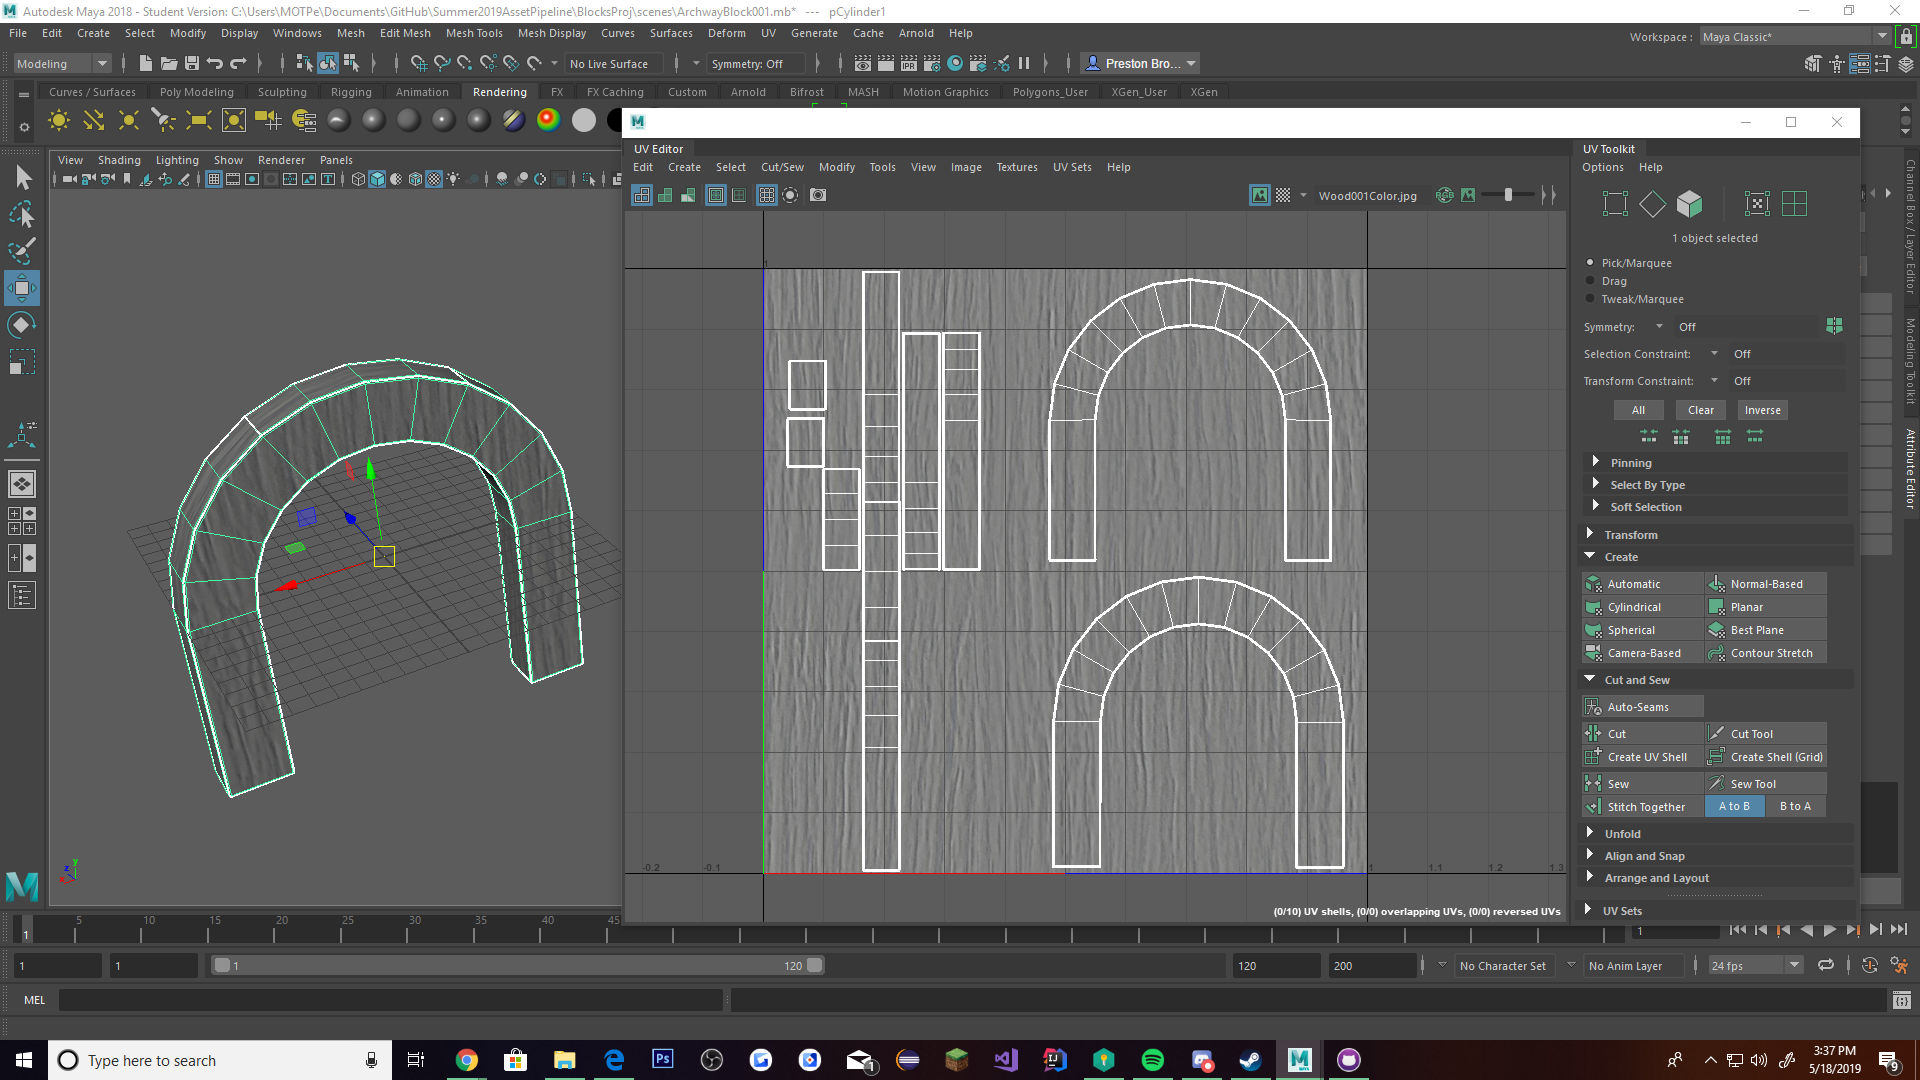 Autodesk Maya 2018 - Student Version: C:\Users\MOTPe\Documents\GitHub\Summer2019AssetPipeline\BlocksProj\scenes\ArchwayBlock001.mb*   ---   pCylinder1
File Edit Create Select Modify Display Windows Mesh Edit Mesh Mesh Tools Mesh Display Curves Surfaces Deform UV Generate Cache Arnold Help
Workspace : Maya Classic*
Modeling No Live Surface Symmetry: Off Preston Bro...
Curves / Surfaces Poly Modeling Sculpting Rigging Animation Rendering FX FX Caching Custom Arnold Bifrost MASH Motion Graphics Polygons_User XGen_User XGen
View Shading Lighting Show Renderer Panels
UV Editor
Edit Create Select Cut/Sew Modify Tools View Image Textures UV Sets Help
Wood001Color.jpg
1
-0.2 -0.1 1 1.1 1.2 1.3
(0/10) UV shells, (0/0) overlapping UVs, (0/0) reversed UVs
UV Toolkit
Options Help
1 object selected
Pick/Marquee
Drag
Tweak/Marquee
Symmetry: Off
Selection Constraint: Off
Transform Constraint: Off
All Clear Inverse
Pinning
Select By Type
Soft Selection
Transform
Create
Automatic Normal-Based
Cylindrical Planar
Spherical Best Plane
Camera-Based Contour Stretch
Cut and Sew
Auto-Seams
Cut Cut Tool
Create UV Shell Create Shell (Grid)
Sew Sew Tool
Stitch Together A to B B to A
Unfold
Align and Snap
Arrange and Layout
UV Sets
Channel Box / Layer Editor
Modeling Toolkit
Attribute Editor
y
z
x
5 10 15 20 25 30 35 40 45
1 1
1 1 1 120 120 200 No Character Set No Anim Layer 24 fps
MEL
Type here to search
3:37 PM
5/18/2019
1
9